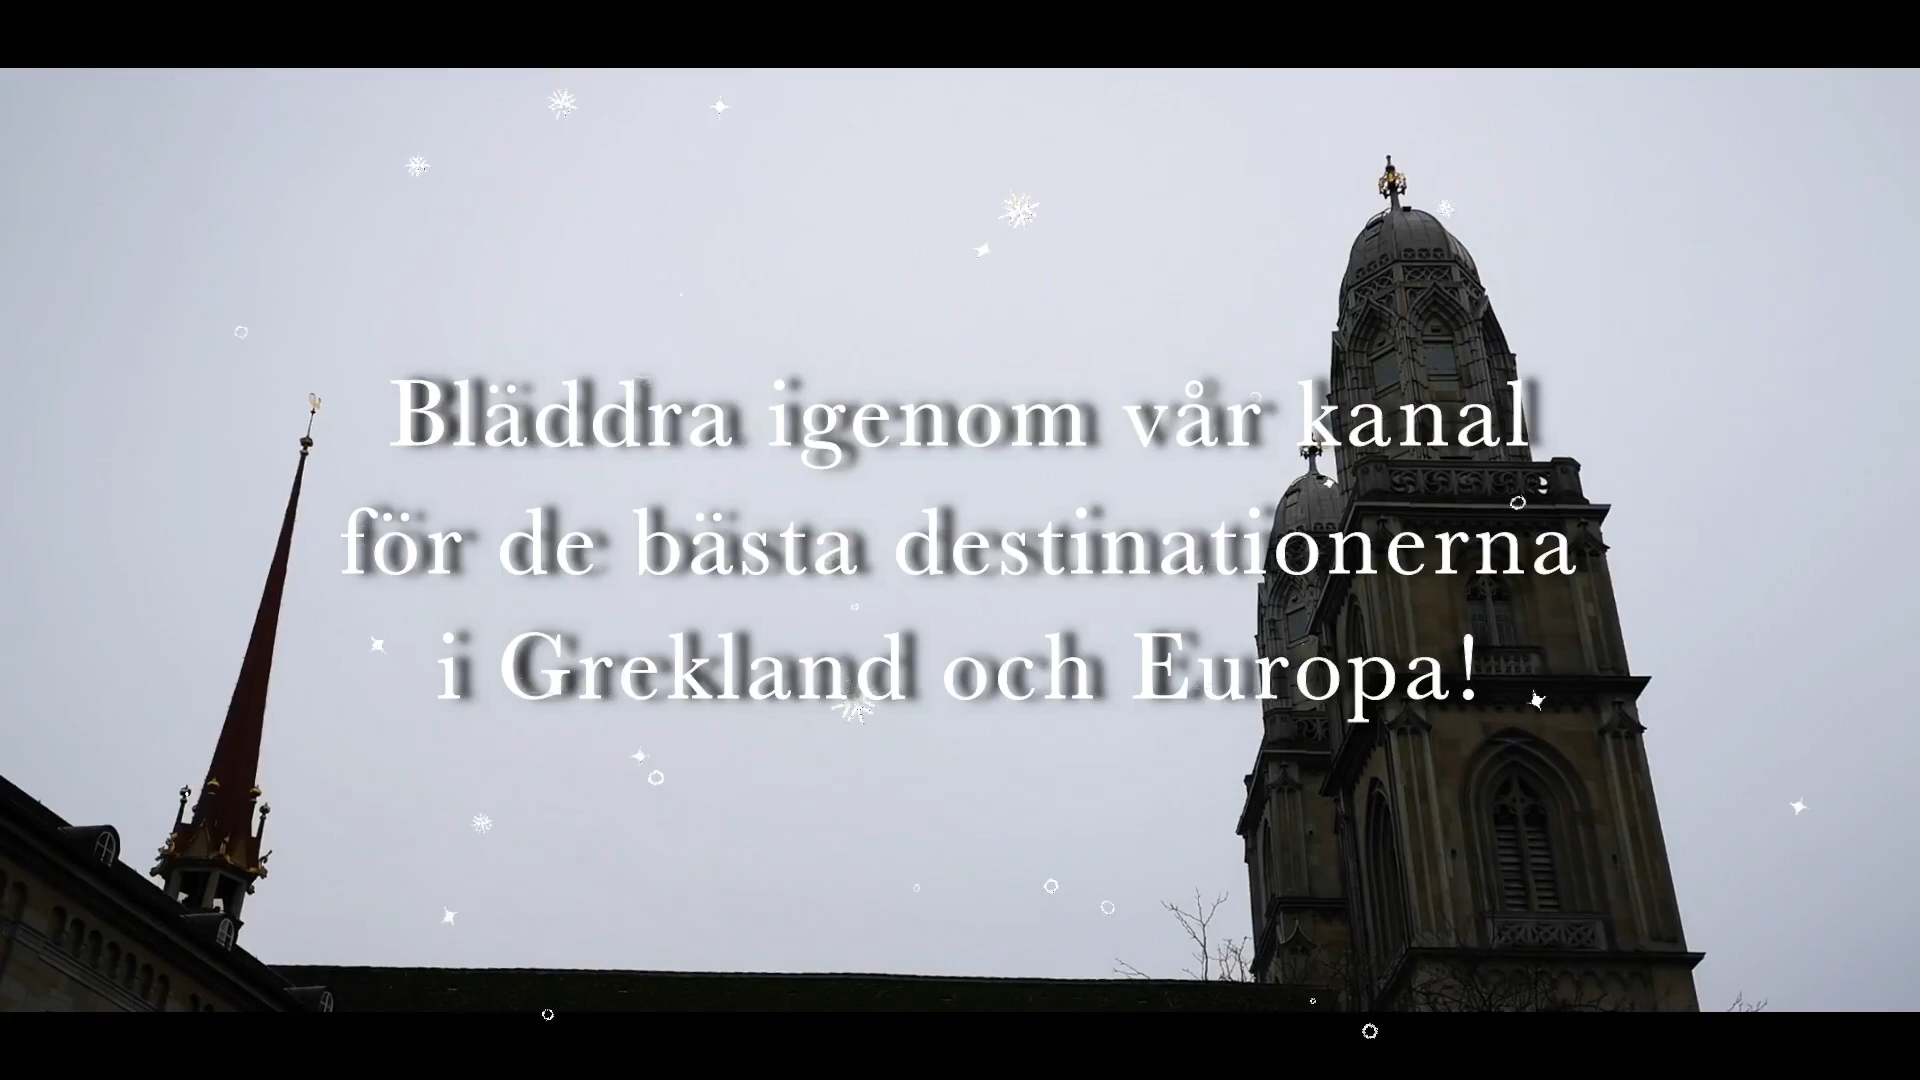 Bläddra igenom vår kanal
för de bästa destinationerna
i Grekland och Europa!